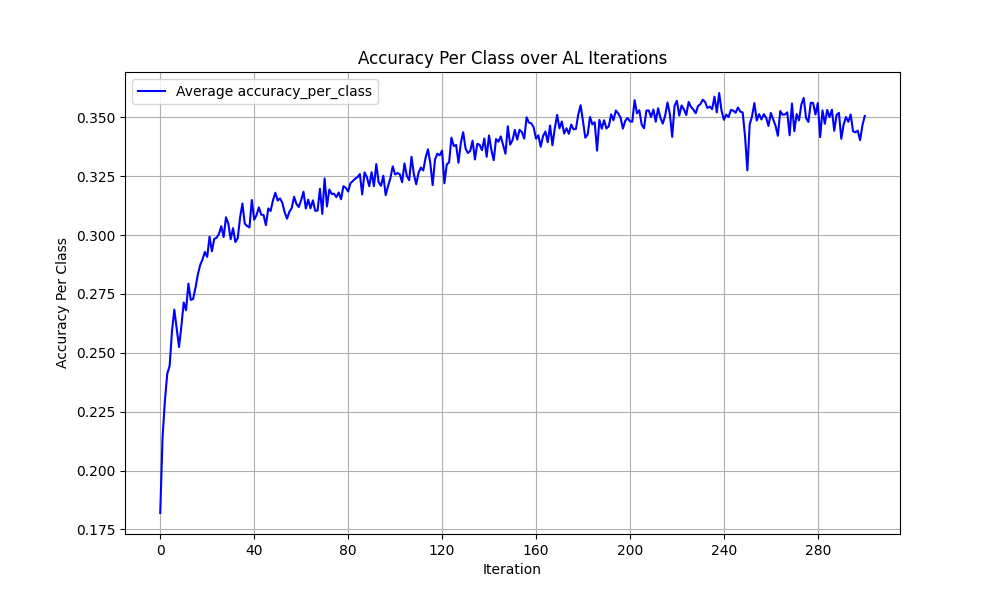 Accuracy Per Class over AL Iterations
Average accuracy_per_class
Accuracy Per Class
0.350
0.325
0.300
0.275
0.250
0.225
0.200
0.175
0 40 80 120 160 200 240 280
Iteration